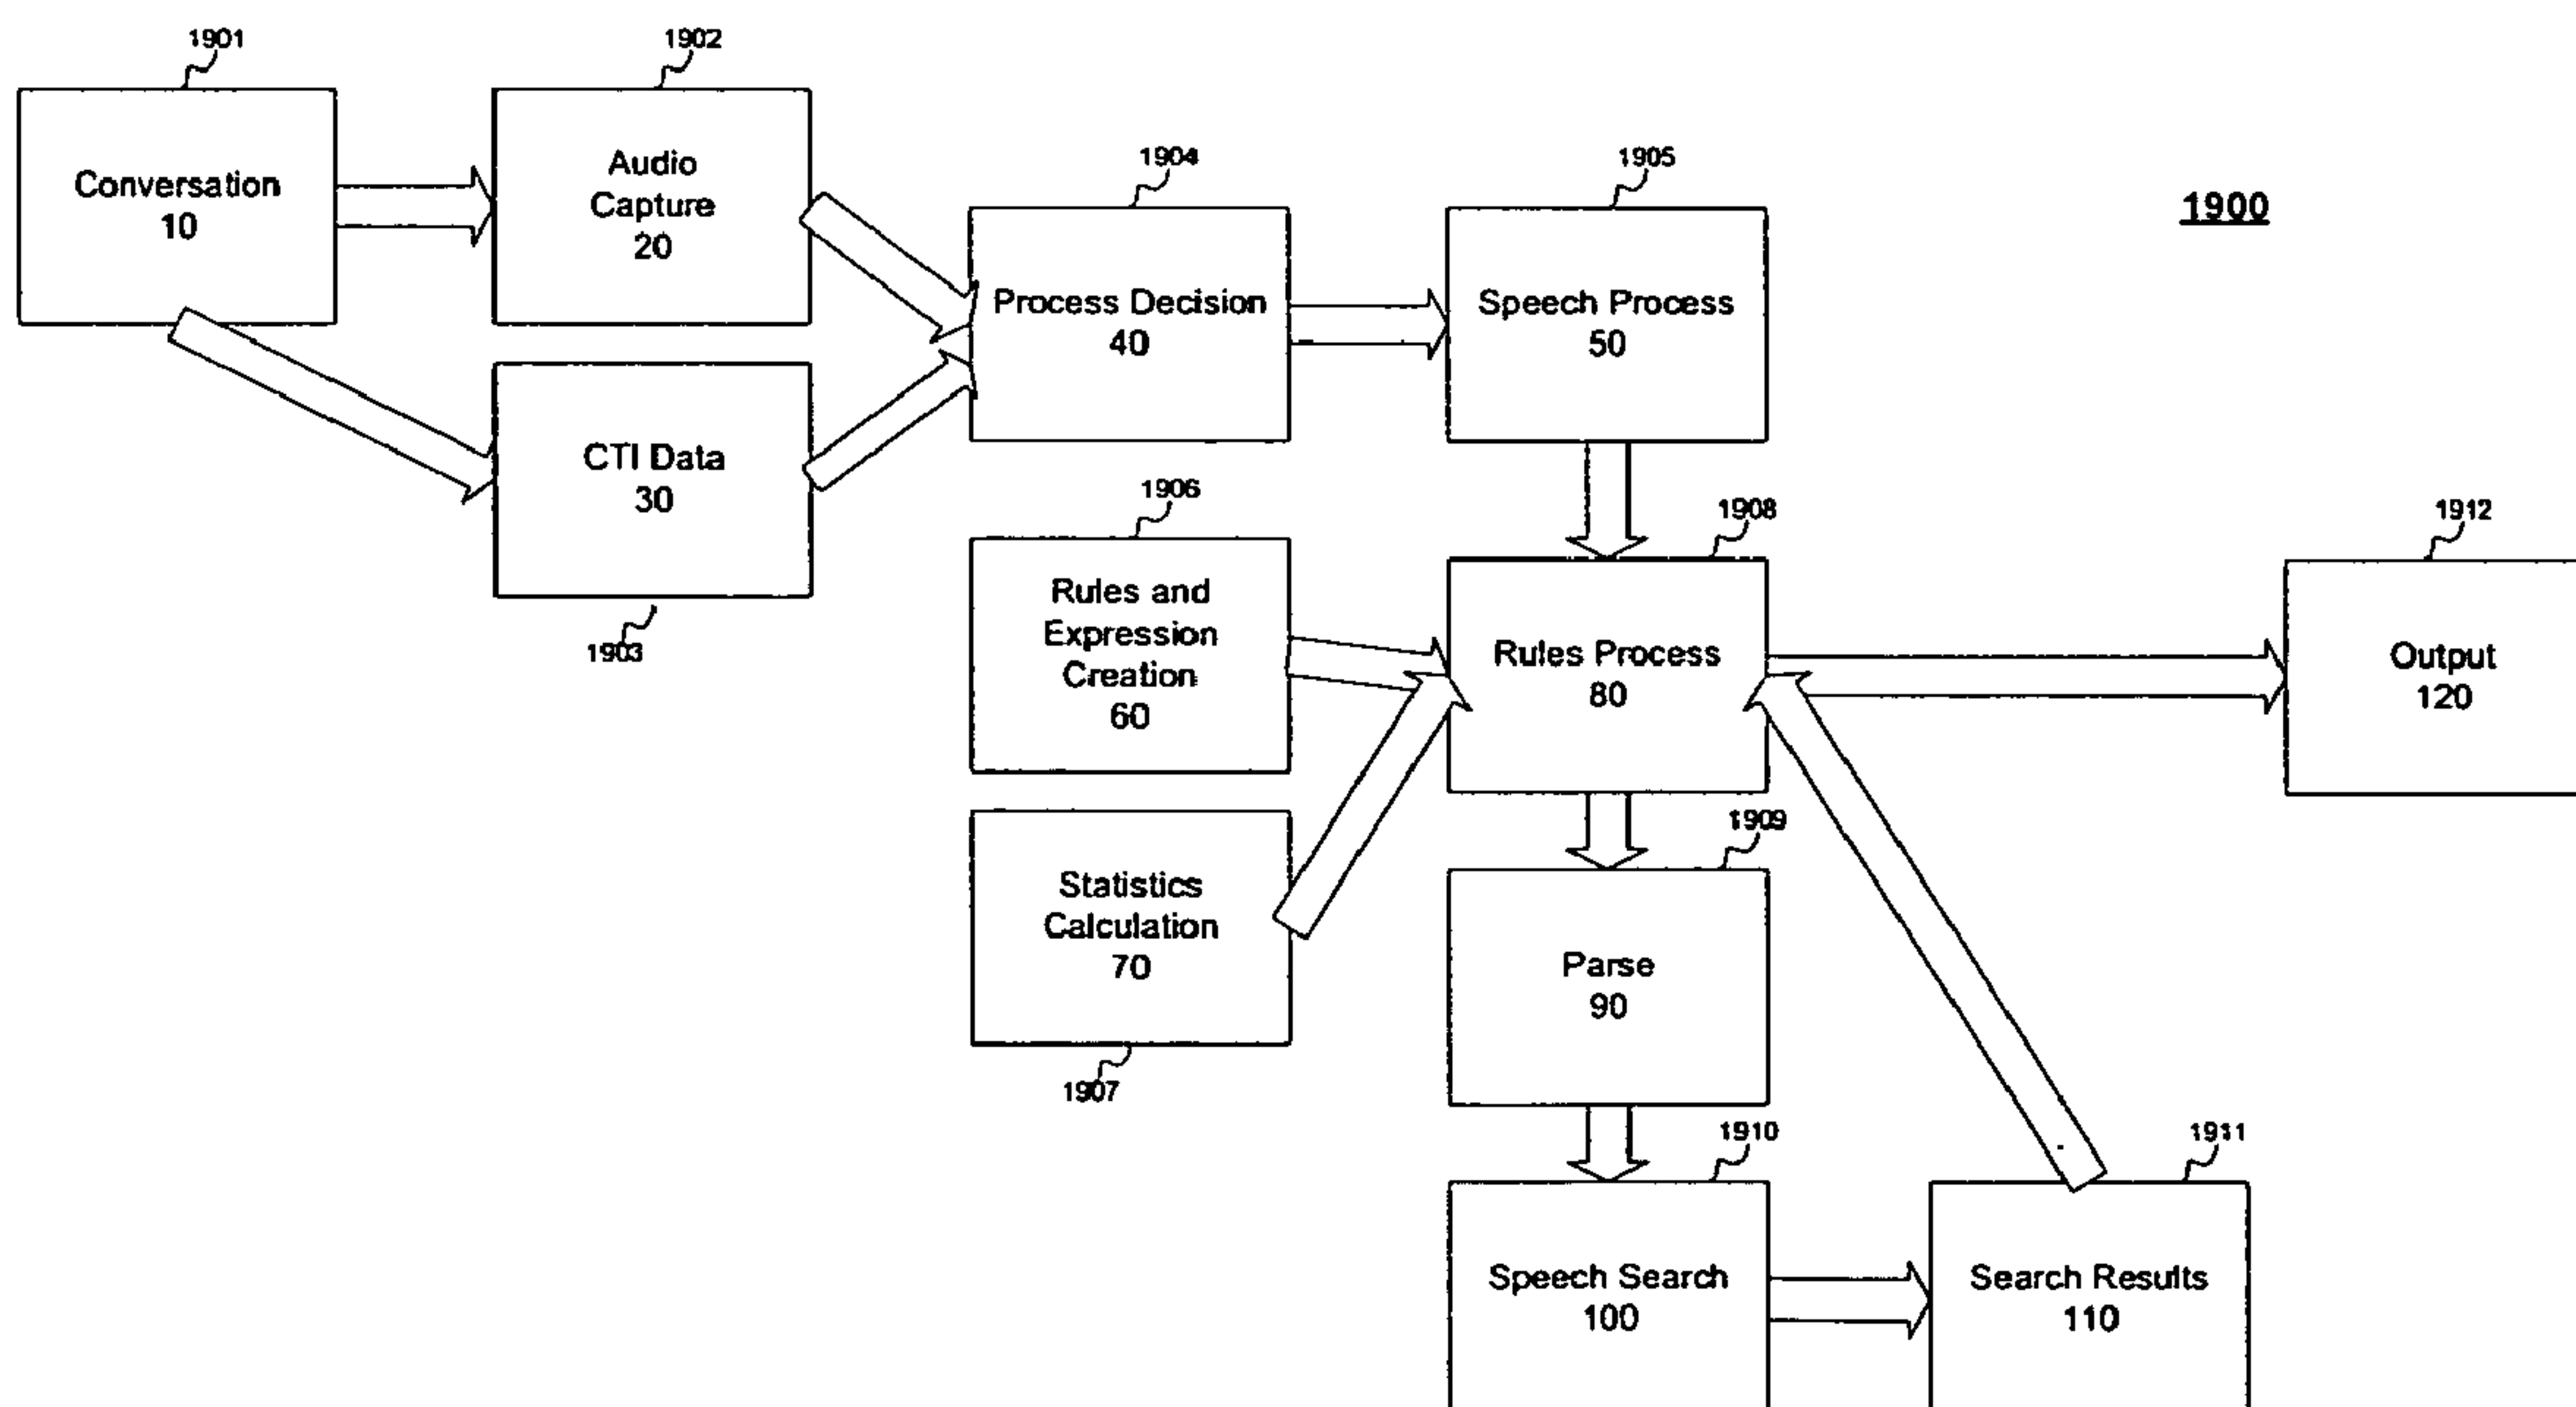 1901
Conversation
10
1902
Audio
Capture
20
CTI Data
30
1903
1904
Process Decision
40
1905
Speech Process
50
1900
1906
Rules and
Expression
Creation
60
Statistics
Calculation
70
1907
1908
Rules Process
80
1909
Parse
90
1910
Speech Search
100
1911
Search Results
110
1912
Output
120